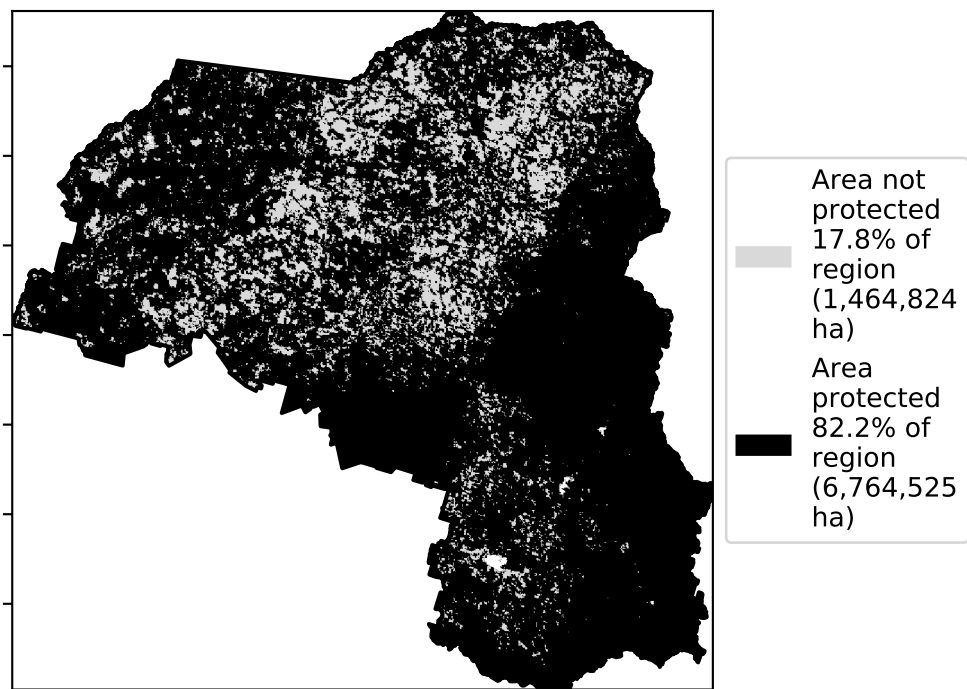 Area not
protected
17.8% of
region
(1,464,824
ha)
Area
protected
82.2% of
region
(6,764,525
ha)